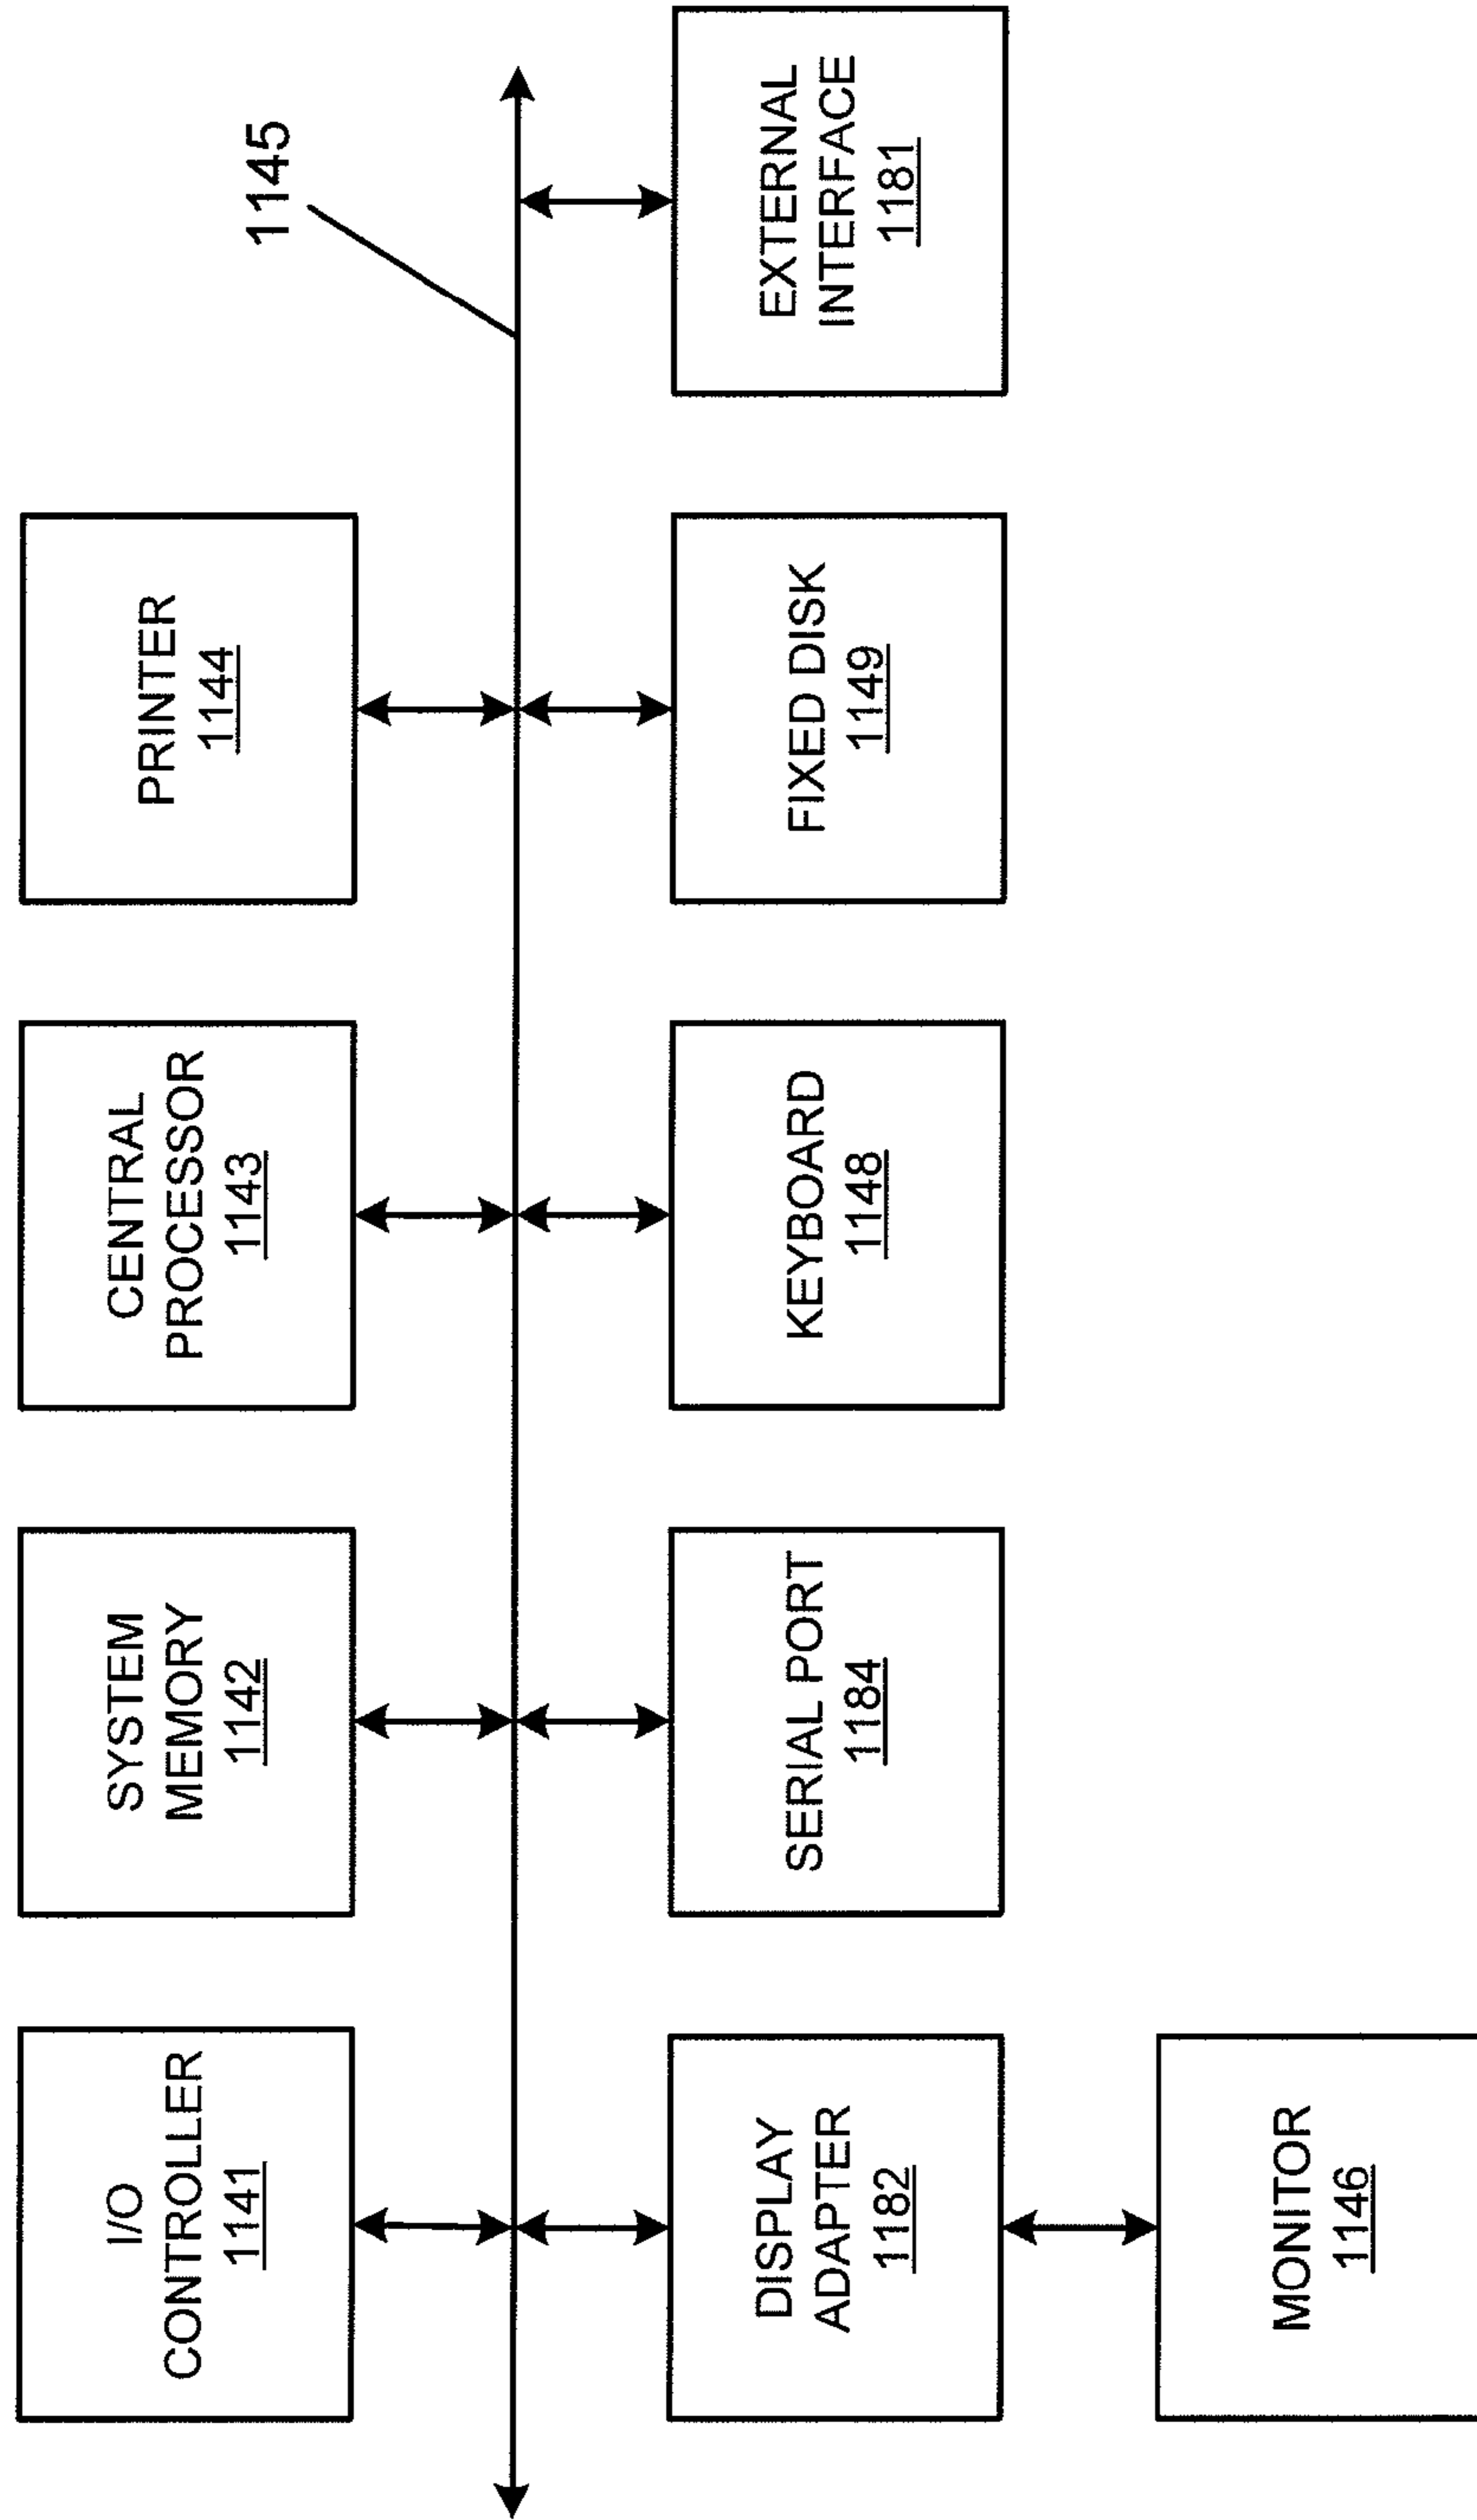 I/O
CONTROLLER
1141
SYSTEM
MEMORY
1142
CENTRAL
PROCESSOR
1143
PRINTER
1144
1145
DISPLAY
ADAPTER
1182
SERIAL PORT
1184
KEYBOARD
1148
FIXED DISK
1149
EXTERNAL
INTERFACE
1181
MONITOR
1146